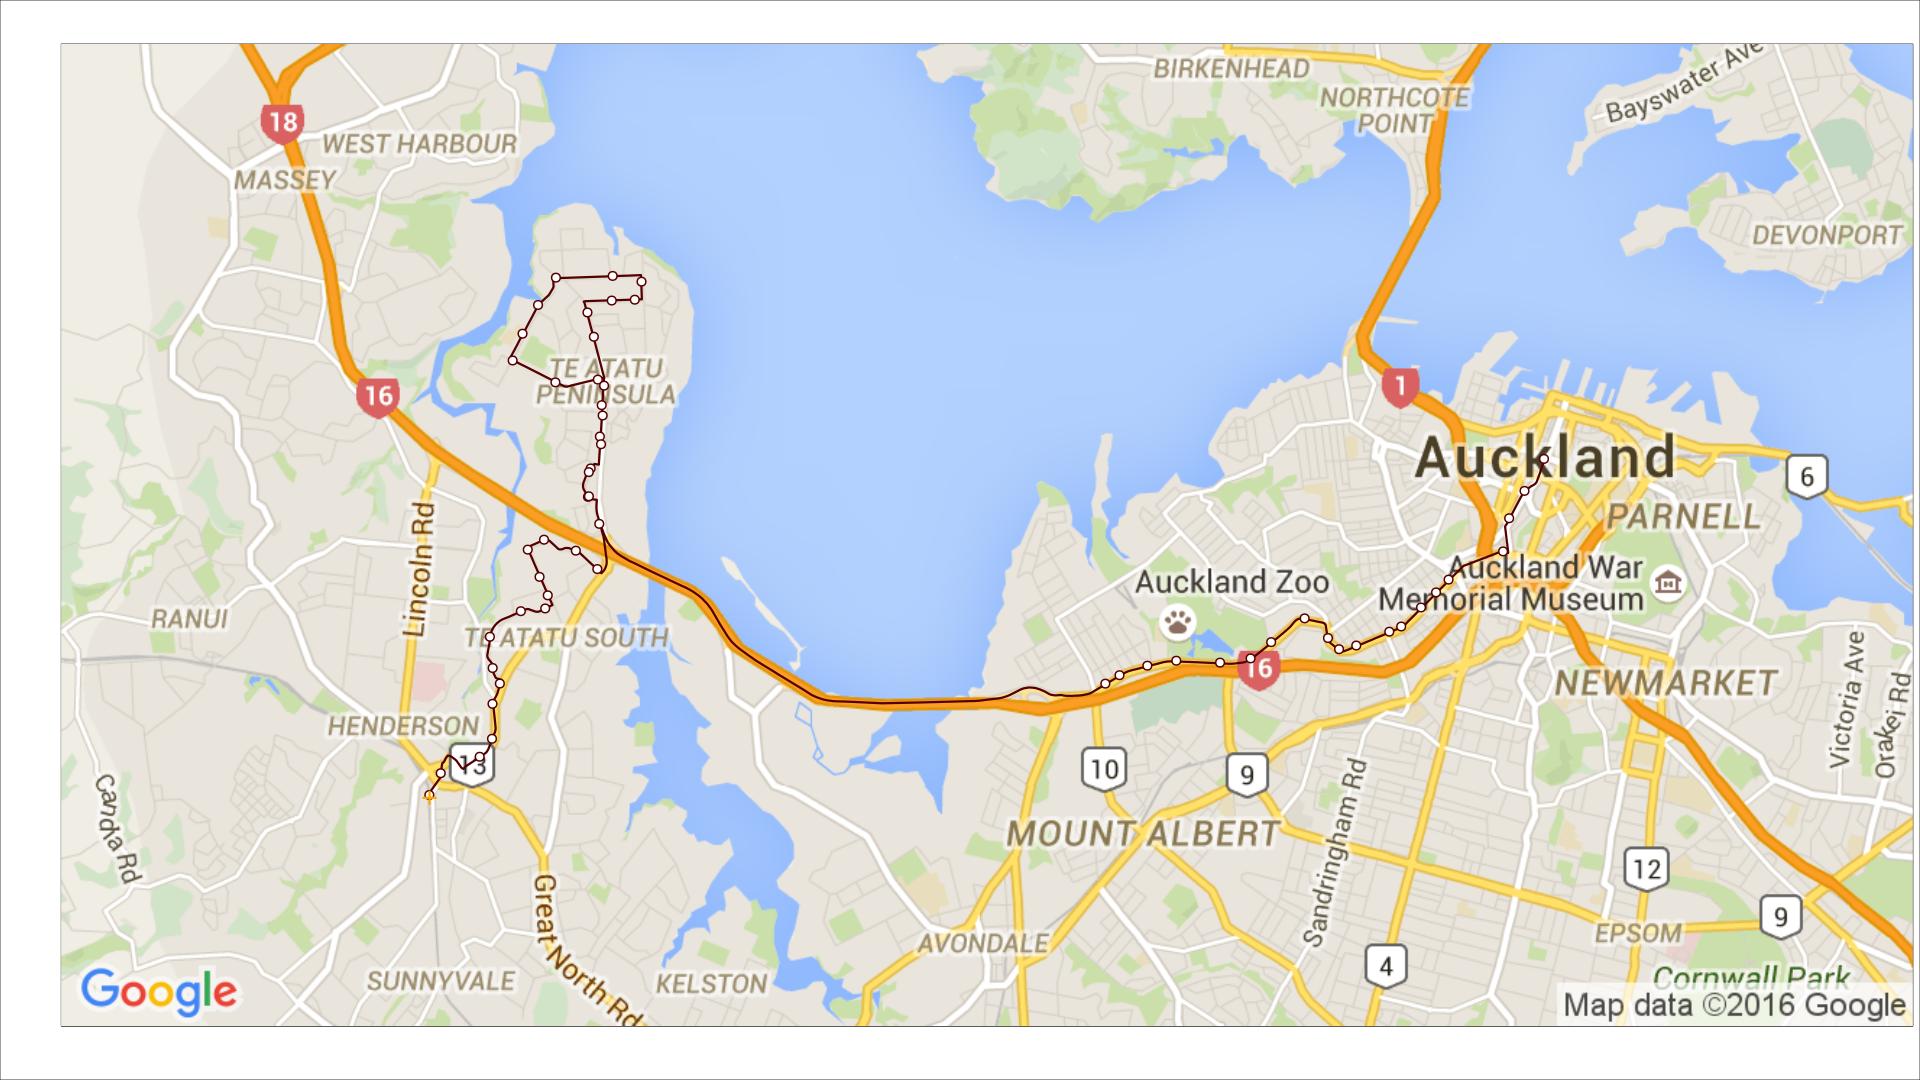 BIRKENHEAD
NORTHCOTE
POINT
Bayswater Ave
18
WEST HARBOUR
MASSEY
DEVONPORT
TE ATATU
PENINSULA
16
1
Auckland
6
PARNELL
Lincoln Rd
Auckland War
Memorial Museum
Auckland Zoo
RANUI
TE ATATU SOUTH
16
NEWMARKET
Victoria Ave
Orakei Rd
HENDERSON
13
10
9
Candia Rd
MOUNT ALBERT
Sandringham Rd
12
Great North Rd
9
EPSOM
AVONDALE
4
SUNNYVALE
KELSTON
Cornwall Park
Google
Map data ©2016 Google